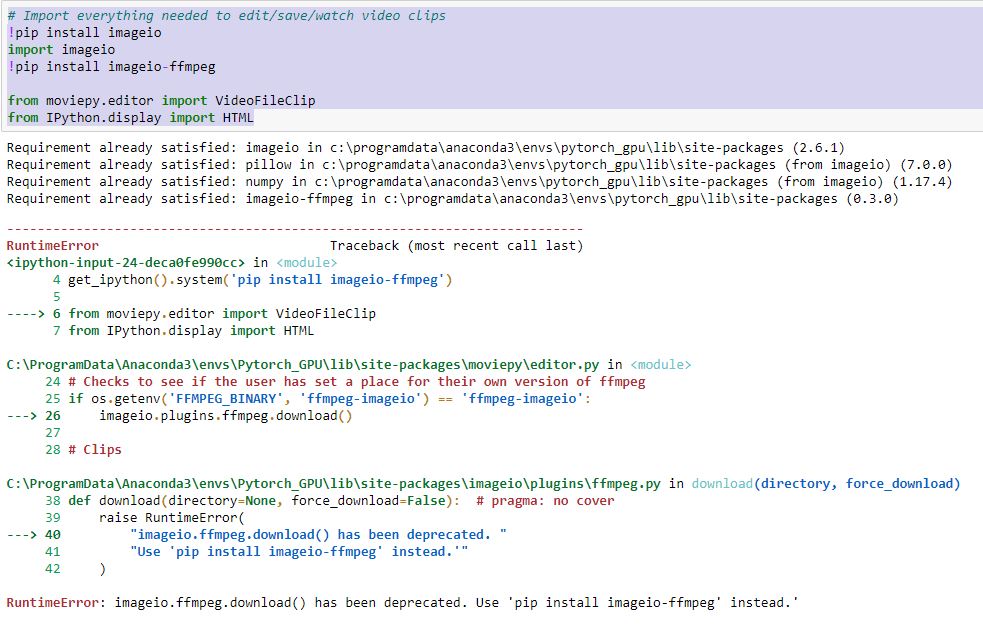 # Import everything needed to edit/save/watch video clips
!pip install imageio
import imageio
!pip install imageio-ffmpeg
from moviepy.editor import VideoFileClip
from IPython.display import HTML
Requirement already satisfied: imageio in c:\programdata\anaconda3\envs\pytorch_gpu\lib\site-packages (2.6.1)
Requirement already satisfied: pillow in c:\programdata\anaconda3\envs\pytorch_gpu\lib\site-packages (from imageio) (7.0.0)
Requirement already satisfied: numpy in c:\programdata\anaconda3\envs\pytorch_gpu\lib\site-packages (from imageio) (1.17.4)
Requirement already satisfied: imageio-ffmpeg in c:\programdata\anaconda3\envs\pytorch_gpu\lib\site-packages (0.3.0)
---------------------------------------------------------------------------
RuntimeError                              Traceback (most recent call last)
<ipython-input-24-deca0fe990cc> in <module>
      4 get_ipython().system('pip install imageio-ffmpeg')
      5
----> 6 from moviepy.editor import VideoFileClip
      7 from IPython.display import HTML
C:\ProgramData\Anaconda3\envs\Pytorch_GPU\lib\site-packages\moviepy\editor.py in <module>
     24 # Checks to see if the user has set a place for their own version of ffmpeg
     25 if os.getenv('FFMPEG_BINARY', 'ffmpeg-imageio') == 'ffmpeg-imageio':
---> 26     imageio.plugins.ffmpeg.download()
     27
     28 # Clips
C:\ProgramData\Anaconda3\envs\Pytorch_GPU\lib\site-packages\imageio\plugins\ffmpeg.py in download(directory, force_download)
     38 def download(directory=None, force_download=False):  # pragma: no cover
     39     raise RuntimeError(
---> 40         "imageio.ffmpeg.download() has been deprecated. "
     41         "Use 'pip install imageio-ffmpeg' instead.'"
     42     )
RuntimeError: imageio.ffmpeg.download() has been deprecated. Use 'pip install imageio-ffmpeg' instead.'